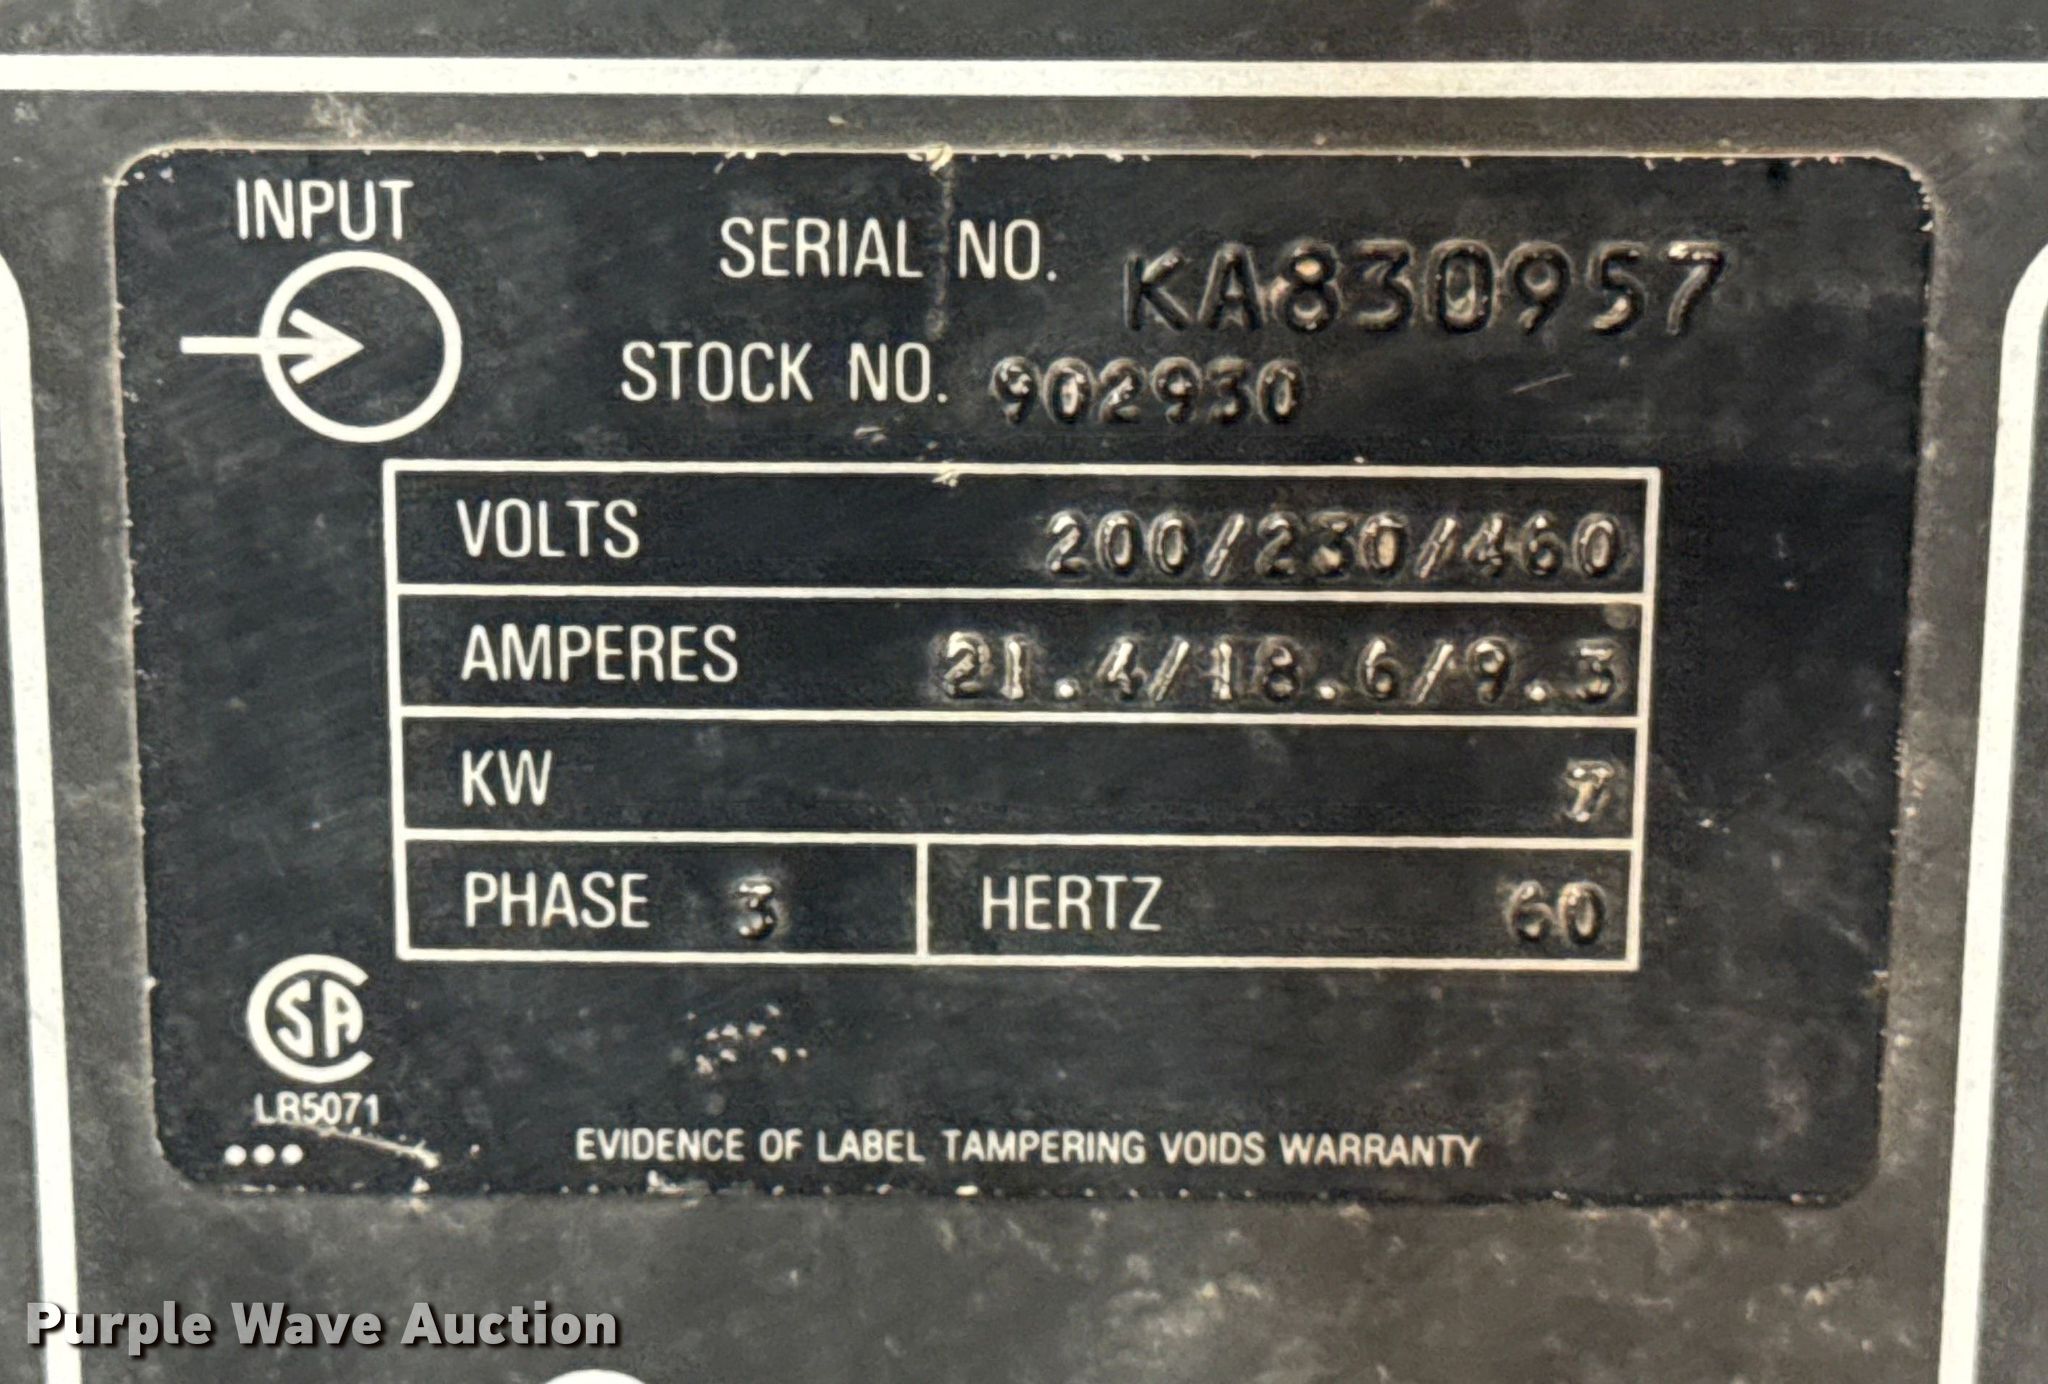 INPUT
SERIAL NO. KA830957
STOCK NO. 902930
VOLTS 200/230/460
AMPERES 21.4/18.6/9.3
KW 7
PHASE 3 HERTZ 60
CSA
LR5071
EVIDENCE OF LABEL TAMPERING VOIDS WARRANTY
Purple Wave Auction